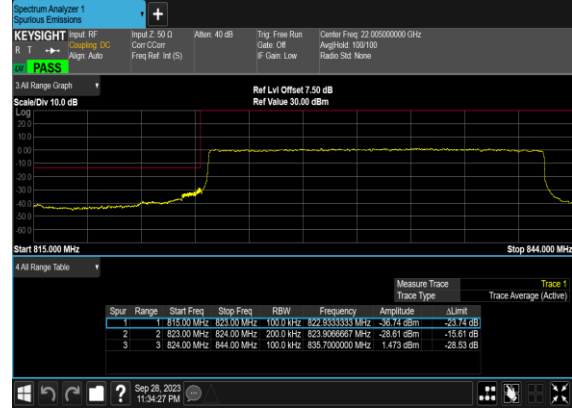 Spectrum Analyzer 1
Spurious Emissions
+
KEYSIGHT Input: RF Input Z: 50 Ω Atten: 40 dB Trig: Free Run Center Freq: 22.005000000 GHz
R T Coupling: DC Corr CCorr Gate: Off Avg|Hold: 100/100
Align: Auto Freq Ref: Int (S) IF Gain: Low Radio Std: None
PASS
3 All Range Graph
Ref Lvl Offset 7.50 dB
Scale/Div 10.0 dB Ref Value 30.00 dBm
Log
20.0
10.0
0.00
-10.0
-20.0
-30.0
-40.0
-50.0
-60.0
Start 815.000 MHz Stop 844.000 MHz
4 All Range Table
Measure Trace Trace 1
Trace Type Trace Average (Active)
Spur Range Start Freq Stop Freq RBW Frequency Amplitude ΔLimit
1 1 815.00 MHz 823.00 MHz 100.0 kHz 822.9333333 MHz -36.74 dBm -23.74 dB
2 2 823.00 MHz 824.00 MHz 200.0 kHz 823.9066667 MHz -28.61 dBm -15.61 dB
3 3 824.00 MHz 844.00 MHz 100.0 kHz 835.7000000 MHz 1.473 dBm -28.53 dB
? Sep 28, 2023
11:34:27 PM